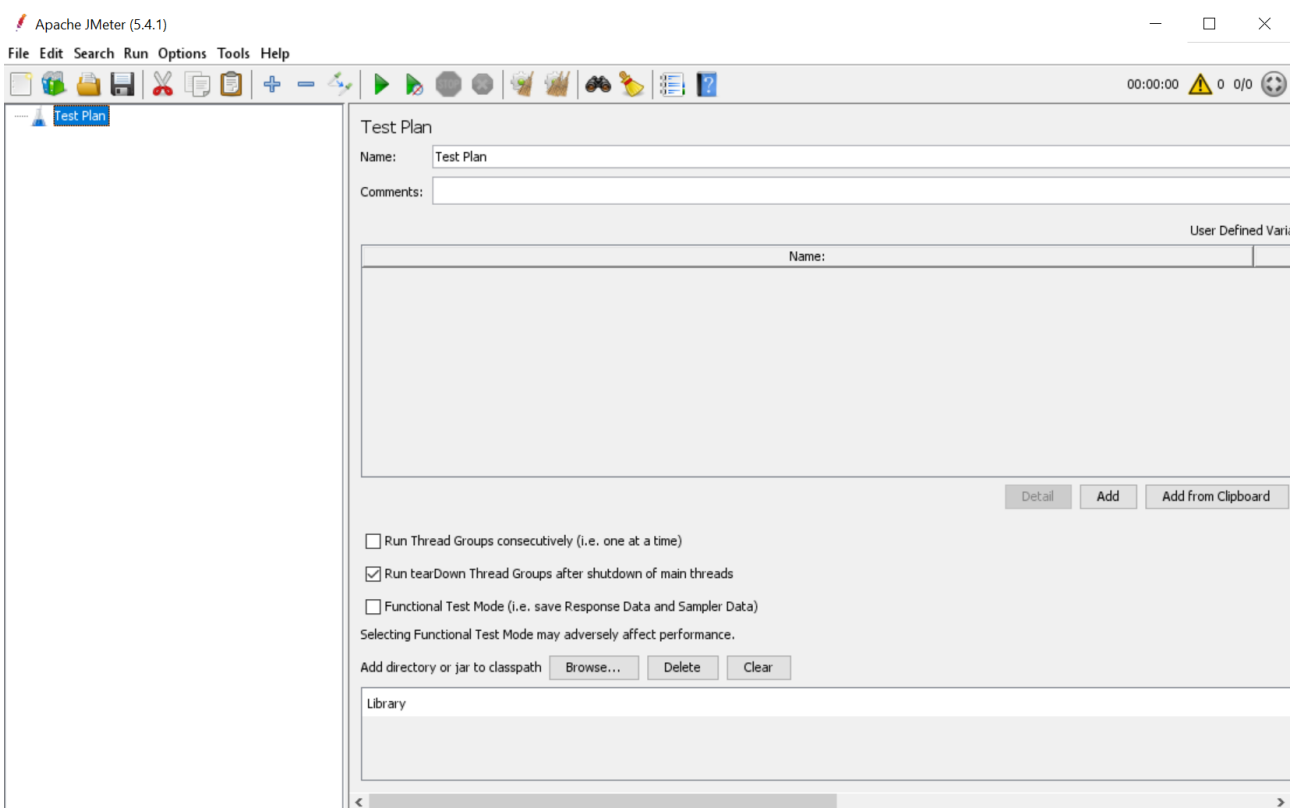 Apache JMeter (5.4.1)
File Edit Search Run Options Tools Help
STOP
00:00:00 0 0/0
Test Plan
Test Plan
Name: Test Plan
Comments:
User Defined Varia
Name:
Detail Add Add from Clipboard
Run Thread Groups consecutively (i.e. one at a time)
Run tearDown Thread Groups after shutdown of main threads
Functional Test Mode (i.e. save Response Data and Sampler Data)
Selecting Functional Test Mode may adversely affect performance.
Add directory or jar to classpath Browse... Delete Clear
Library